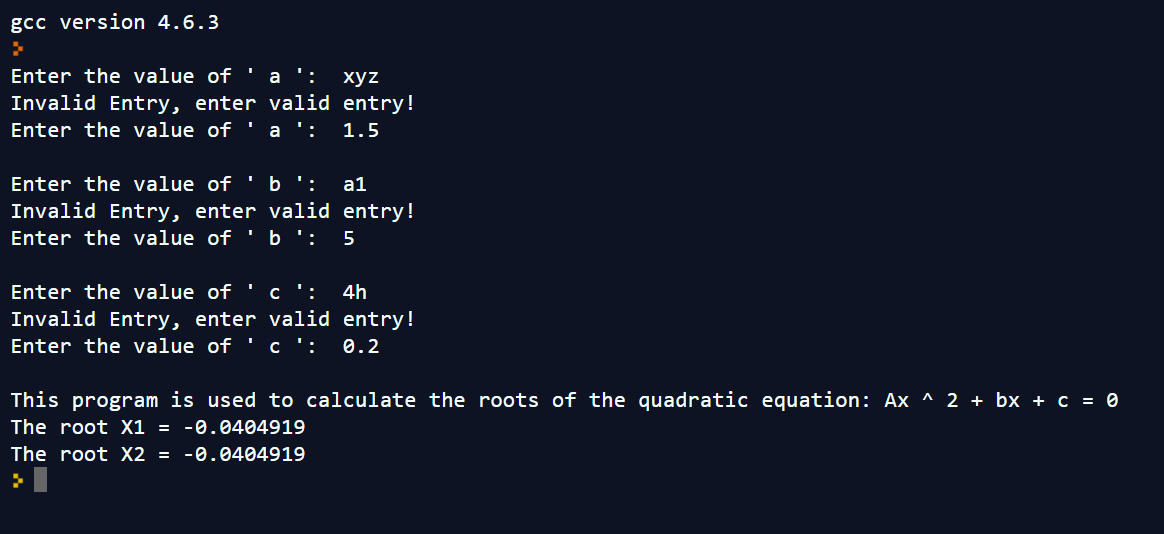 gcc version 4.6.3
Enter the value of ' a ':  xyz
Invalid Entry, enter valid entry!
Enter the value of ' a ':  1.5
Enter the value of ' b ':  a1
Invalid Entry, enter valid entry!
Enter the value of ' b ':  5
Enter the value of ' c ':  4h
Invalid Entry, enter valid entry!
Enter the value of ' c ':  0.2
This program is used to calculate the roots of the quadratic equation: Ax ^ 2 + bx + c = 0
The root X1 = -0.0404919
The root X2 = -0.0404919